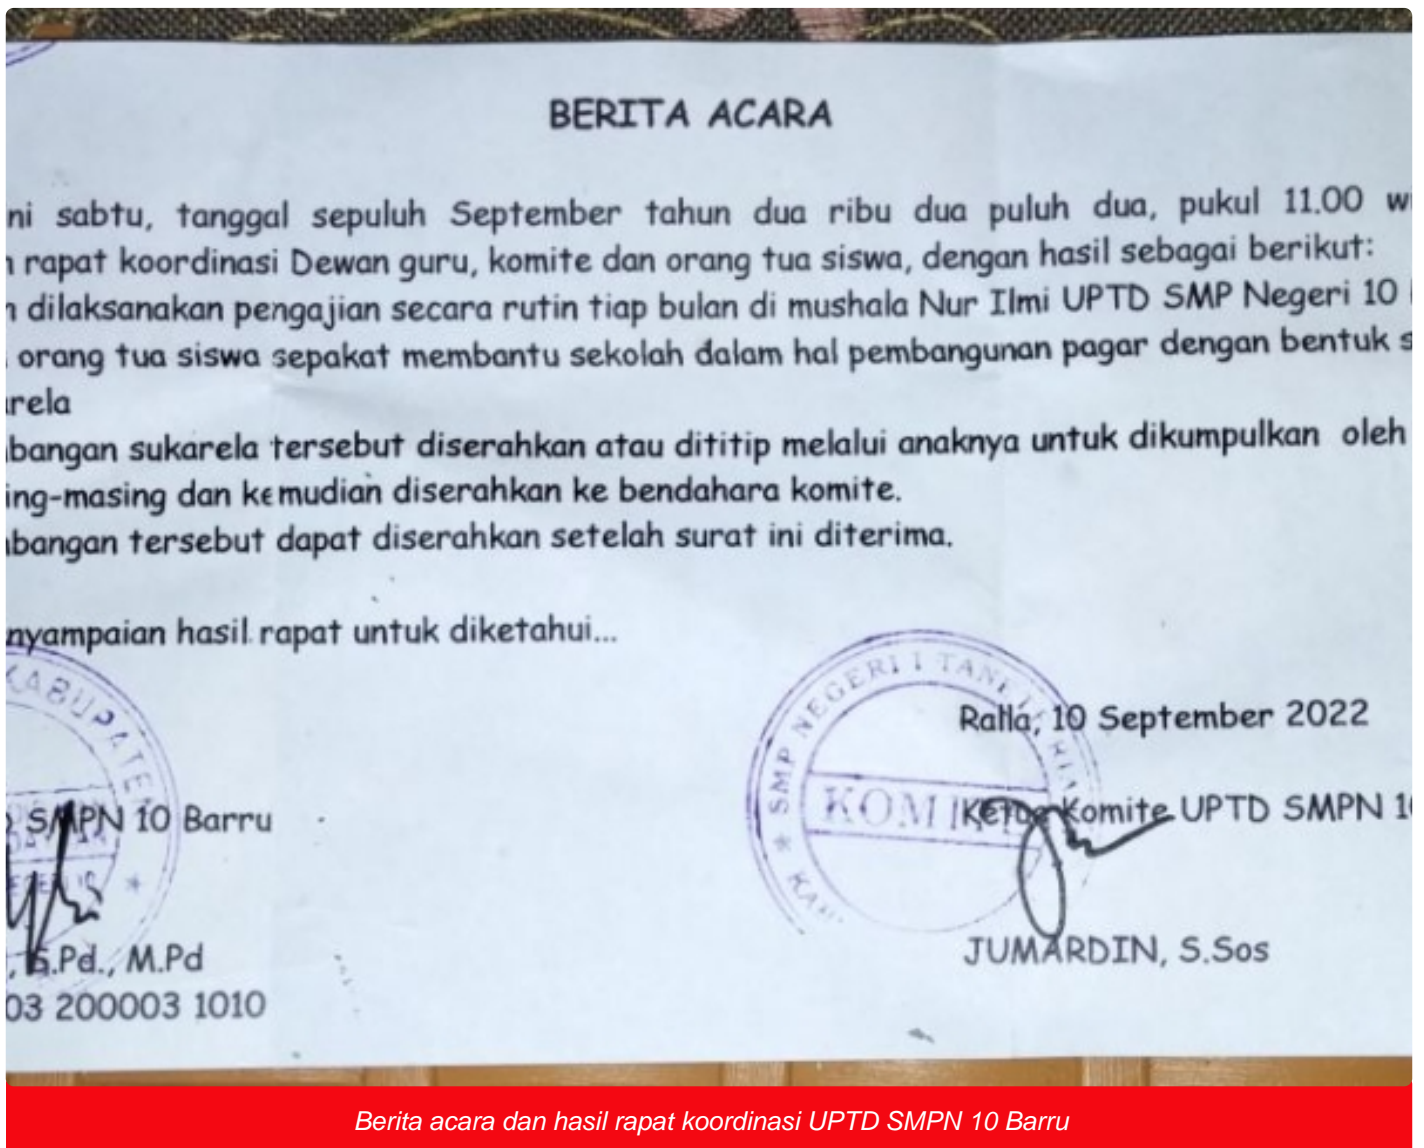 BERITA ACARA
ni sabtu, tanggal sepuluh September tahun dua ribu dua puluh dua, pukul 11.00 wi
rapat koordinasi Dewan guru, komite dan orang tua siswa, dengan hasil sebagai berikut:
dilaksanakan pengajian secara rutin tiap bulan di mushala Nur Ilmi UPTD SMP Negeri 10
orang tua siswa sepakat membantu sekolah dalam hal pembangunan pagar dengan bentuk s
rela
bangan sukarela tersebut diserahkan atau dititip melalui anaknya untuk dikumpulkan oleh
ing-masing dan kemudian diserahkan ke bendahara komite.
bangan tersebut dapat diserahkan setelah surat ini diterima.
nyampaian hasil rapat untuk diketahui...
KABUPATEN
SMP NEGERI 1 TANETE
KOMITE
Ralla, 10 September 2022
SMPN 10 Barru
Ketua Komite UPTD SMPN 10
, S.Pd., M.Pd
03 200003 1010
JUMARDIN, S.Sos
Berita acara dan hasil rapat koordinasi UPTD SMPN 10 Barru